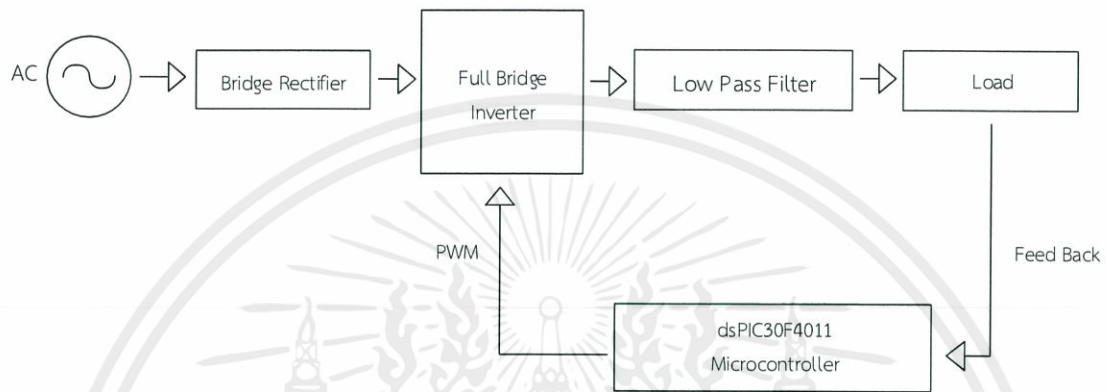 AC
Bridge Rectifier
Full Bridge
Inverter
Low Pass Filter
Load
PWM
Feed Back
dsPIC30F4011
Microcontroller